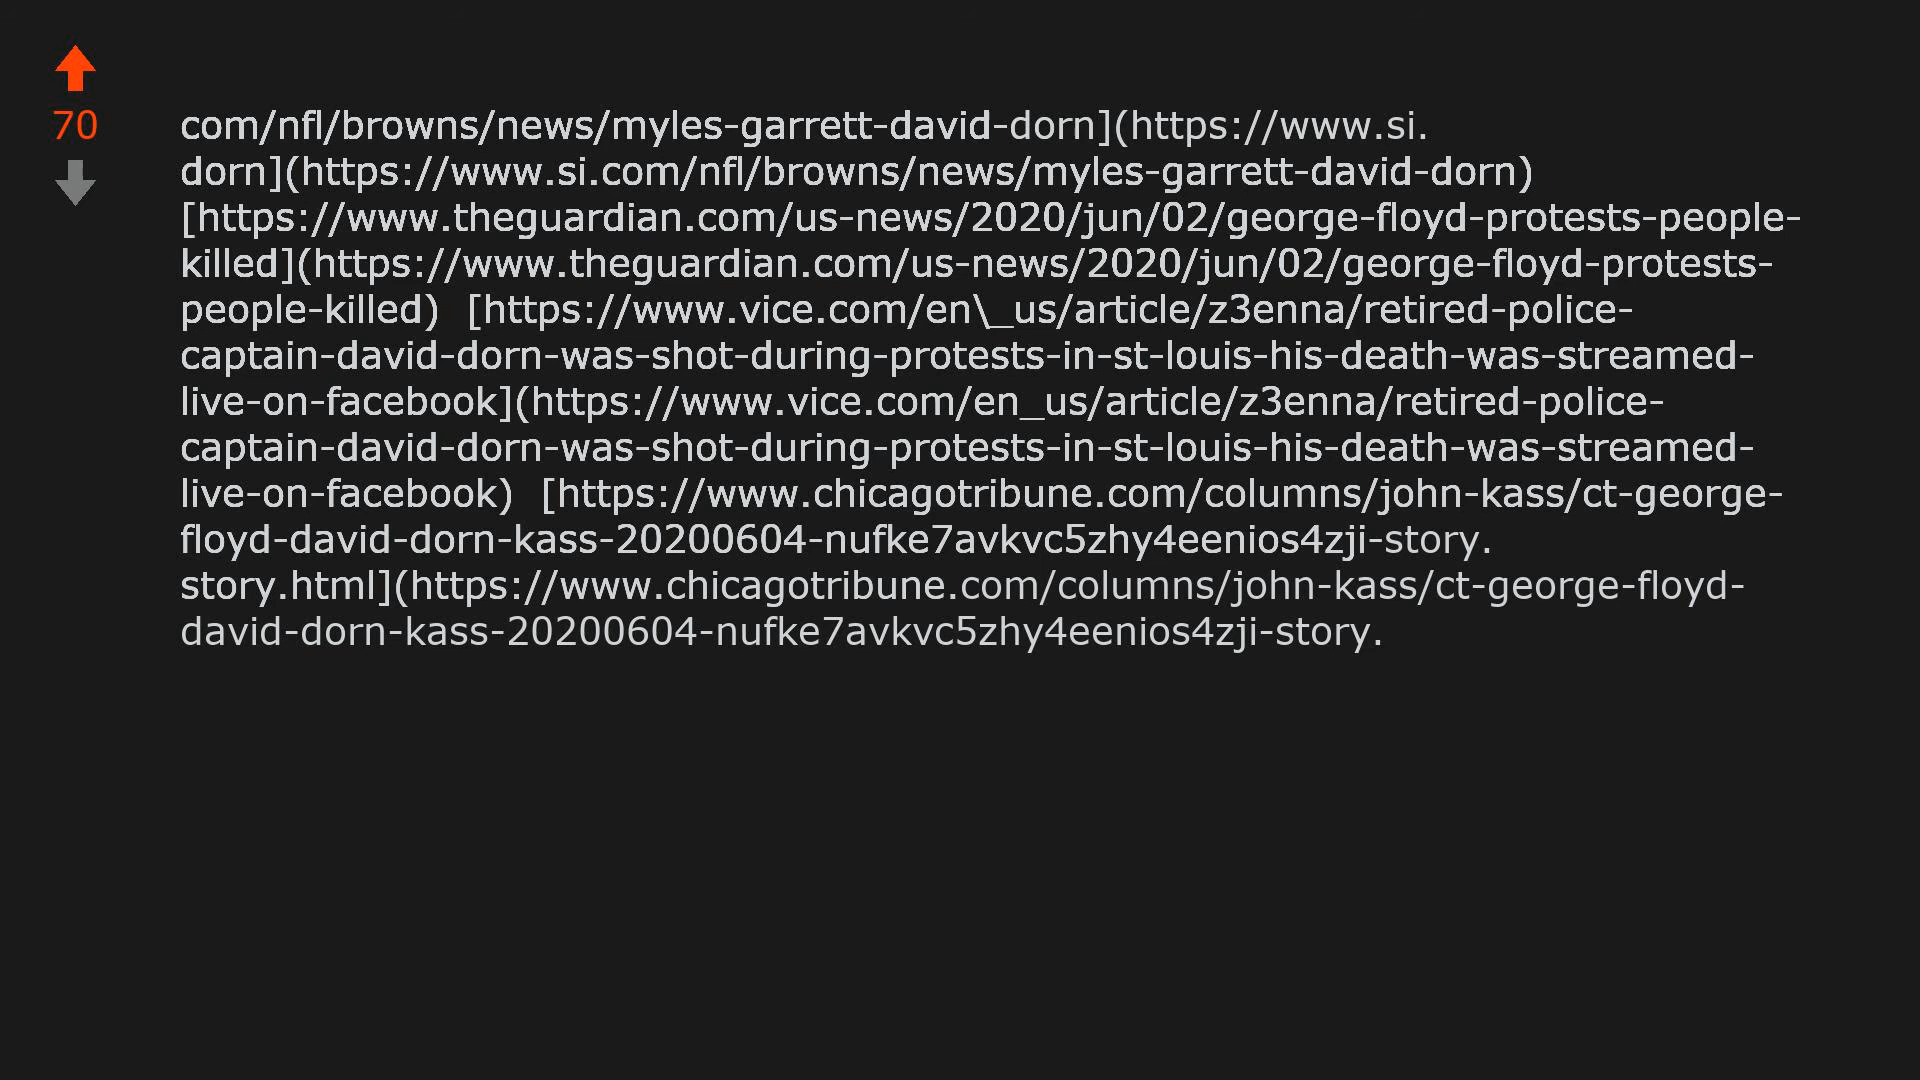 70
com/nfl/browns/news/myles-garrett-david-dorn](https://www.si.
dorn](https://www.si.com/nfl/browns/news/myles-garrett-david-dorn)
[https://www.theguardian.com/us-news/2020/jun/02/george-floyd-protests-people-
killed](https://www.theguardian.com/us-news/2020/jun/02/george-floyd-protests-
people-killed)  [https://www.vice.com/en\_us/article/z3enna/retired-police-
captain-david-dorn-was-shot-during-protests-in-st-louis-his-death-was-streamed-
live-on-facebook](https://www.vice.com/en_us/article/z3enna/retired-police-
captain-david-dorn-was-shot-during-protests-in-st-louis-his-death-was-streamed-
live-on-facebook)  [https://www.chicagotribune.com/columns/john-kass/ct-george-
floyd-david-dorn-kass-20200604-nufke7avkvc5zhy4eenios4zji-story.
story.html](https://www.chicagotribune.com/columns/john-kass/ct-george-floyd-
david-dorn-kass-20200604-nufke7avkvc5zhy4eenios4zji-story.